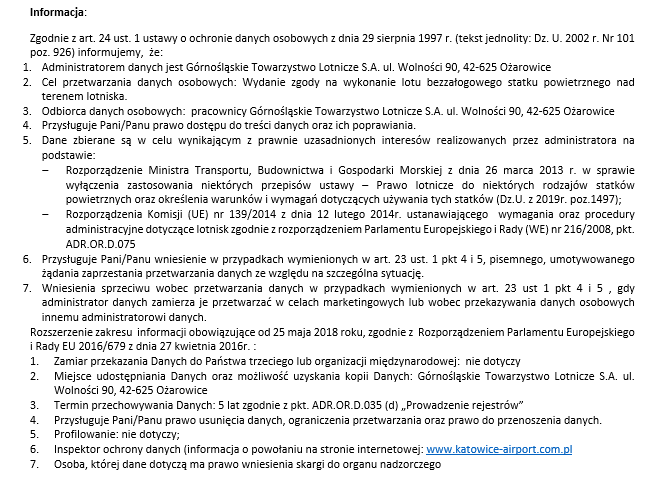 Informacja:
Zgodnie z art. 24 ust. 1 ustawy o ochronie danych osobowych z dnia 29 sierpnia 1997 r. (tekst jednolity: Dz. U. 2002 r. Nr 101
poz. 926) informujemy, że:
1. Administratorem danych jest Górnośląskie Towarzystwo Lotnicze S.A. ul. Wolności 90, 42-625 Ożarowice
2. Cel przetwarzania danych osobowych: Wydanie zgody na wykonanie lotu bezzałogowego statku powietrznego nad
terenem lotniska.
3. Odbiorca danych osobowych: pracownicy Górnośląskie Towarzystwo Lotnicze S.A. ul. Wolności 90, 42-625 Ożarowice
4. Przysługuje Pani/Panu prawo dostępu do treści danych oraz ich poprawiania.
5. Dane zbierane są w celu wynikającym z prawnie uzasadnionych interesów realizowanych przez administratora na
podstawie:
– Rozporządzenie Ministra Transportu, Budownictwa i Gospodarki Morskiej z dnia 26 marca 2013 r. w sprawie
wyłączenia zastosowania niektórych przepisów ustawy – Prawo lotnicze do niektórych rodzajów statków
powietrznych oraz określenia warunków i wymagań dotyczących używania tych statków (Dz.U. z 2019r. poz.1497);
– Rozporządzenia Komisji (UE) nr 139/2014 z dnia 12 lutego 2014r. ustanawiającego wymagania oraz procedury
administracyjne dotyczące lotnisk zgodnie z rozporządzeniem Parlamentu Europejskiego i Rady (WE) nr 216/2008, pkt.
ADR.OR.D.075
6. Przysługuje Pani/Panu wniesienie w przypadkach wymienionych w art. 23 ust. 1 pkt 4 i 5, pisemnego, umotywowanego
żądania zaprzestania przetwarzania danych ze względu na szczególną sytuację.
7. Wniesienia sprzeciwu wobec przetwarzania danych w przypadkach wymienionych w art. 23 ust 1 pkt 4 i 5 , gdy
administrator danych zamierza je przetwarzać w celach marketingowych lub wobec przekazywania danych osobowych
innemu administratorowi danych.
Rozszerzenie zakresu informacji obowiązujące od 25 maja 2018 roku, zgodnie z Rozporządzeniem Parlamentu Europejskiego
i Rady EU 2016/679 z dnia 27 kwietnia 2016r. :
1. Zamiar przekazania Danych do Państwa trzeciego lub organizacji międzynarodowej: nie dotyczy
2. Miejsce udostępniania Danych oraz możliwość uzyskania kopii Danych: Górnośląskie Towarzystwo Lotnicze S.A. ul.
Wolności 90, 42-625 Ożarowice
3. Termin przechowywania Danych: 5 lat zgodnie z pkt. ADR.OR.D.035 (d) „Prowadzenie rejestrów”
4. Przysługuje Pani/Panu prawo usunięcia danych, ograniczenia przetwarzania oraz prawo do przenoszenia danych.
5. Profilowanie: nie dotyczy;
6. Inspektor ochrony danych (informacja o powołaniu na stronie internetowej: www.katowice-airport.com.pl
7. Osoba, której dane dotyczą ma prawo wniesienia skargi do organu nadzorczego